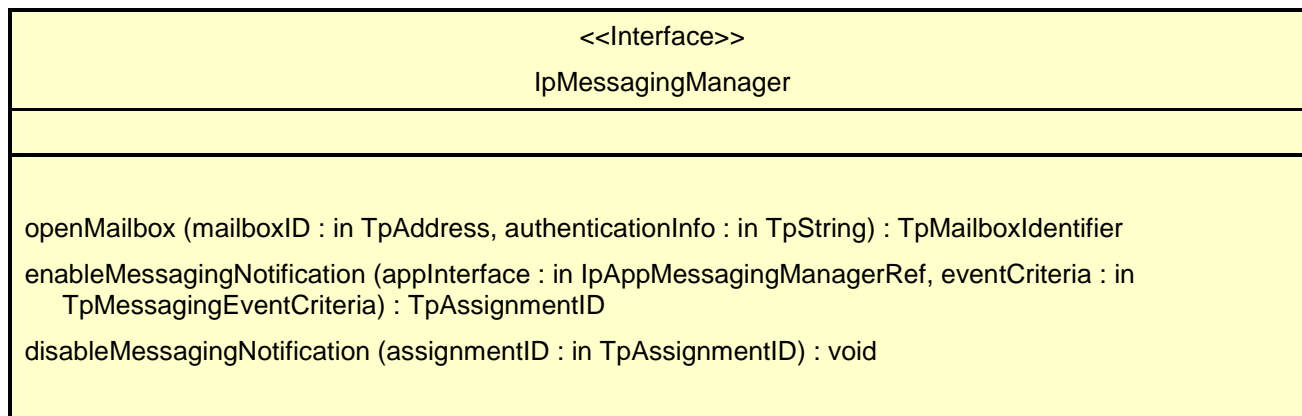 <<Interface>>
IpMessagingManager
openMailbox (mailboxID : in TpAddress, authenticationInfo : in TpString) : TpMailboxIdentifier
enableMessagingNotification (appInterface : in IpAppMessagingManagerRef, eventCriteria : in
TpMessagingEventCriteria) : TpAssignmentID
disableMessagingNotification (assignmentID : in TpAssignmentID) : void